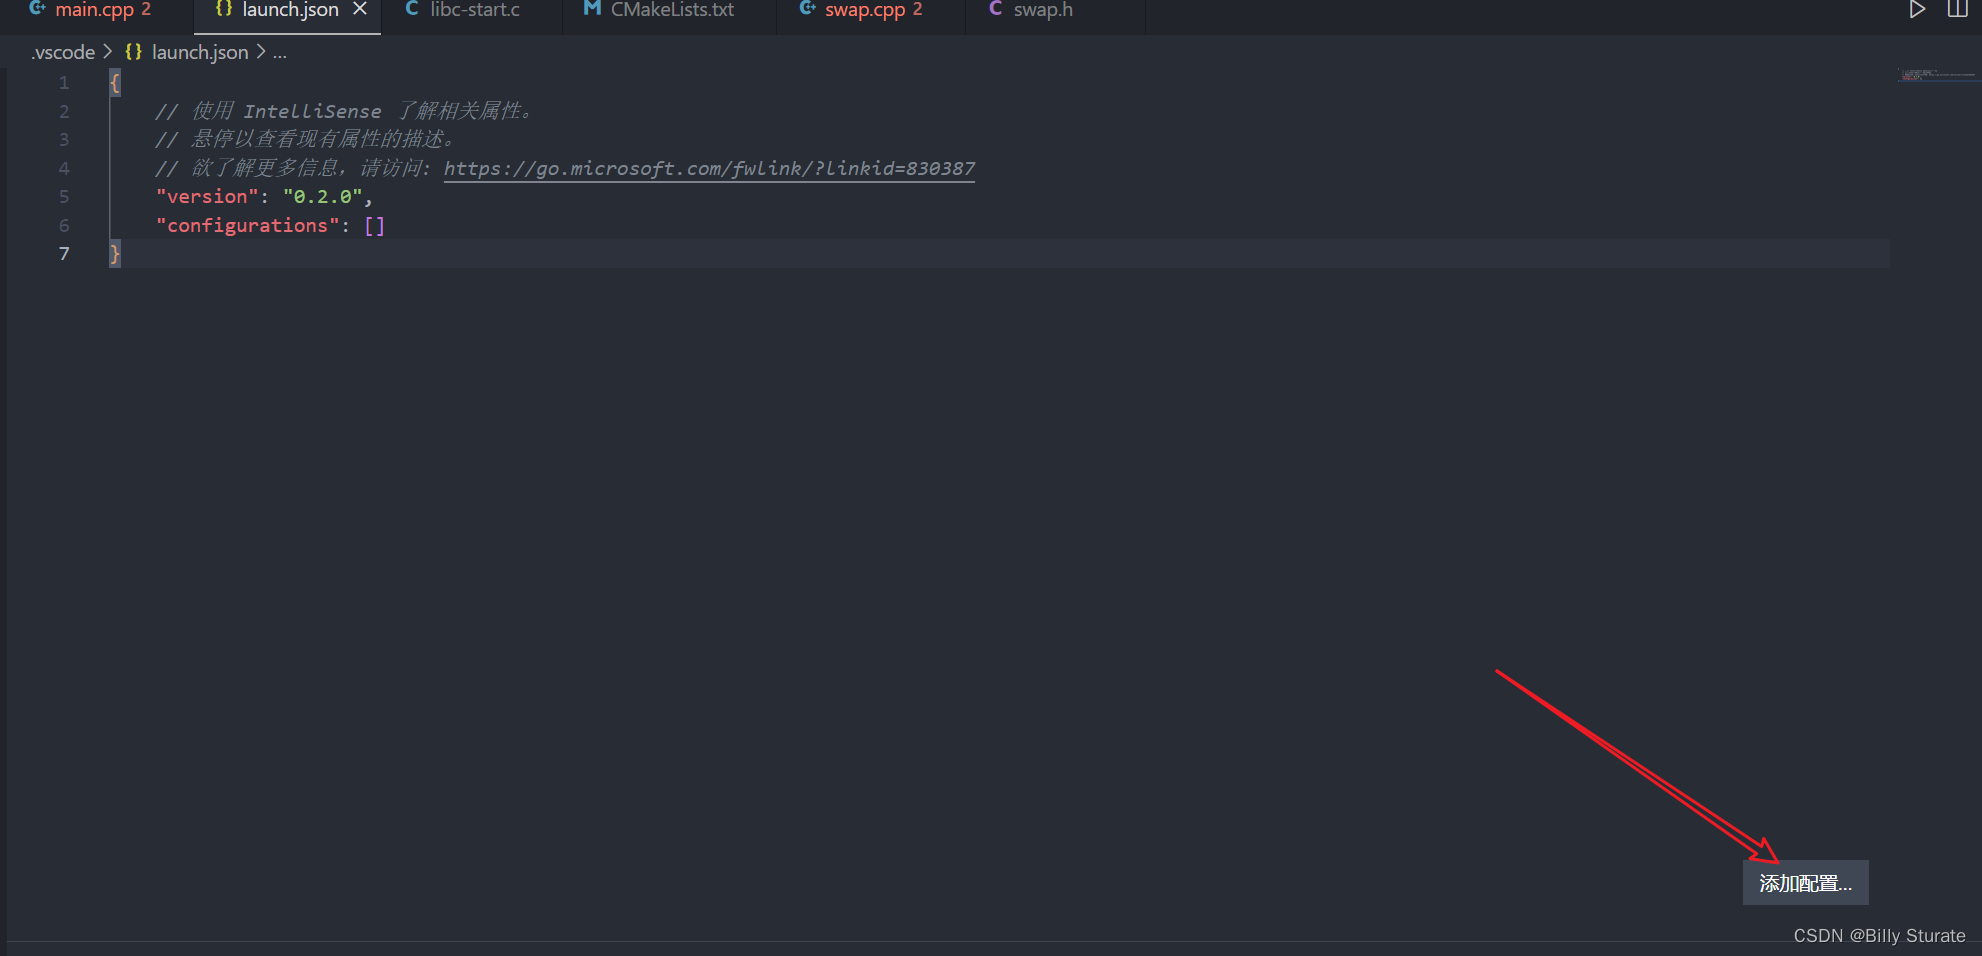 main.cpp 2 launch.json libc-start.c CMakeLists.txt swap.cpp 2 swap.h
.vscode > {} launch.json > ...
1 {
2 // 使用 IntelliSense 了解相关属性。
3 // 悬停以查看现有属性的描述。
4 // 欲了解更多信息，请访问: https://go.microsoft.com/fwlink/?linkid=830387
5 "version": "0.2.0",
6 "configurations": []
7 }
添加配置...
CSDN @Billy Sturate